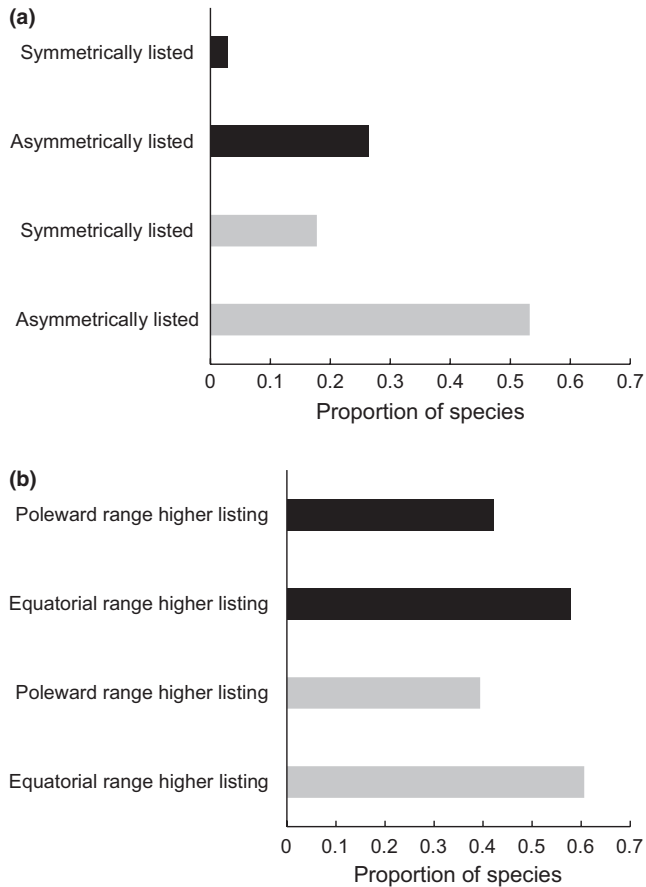 (a)
Symmetrically listed
Asymmetrically listed
Symmetrically listed
Asymmetrically listed
0 0.1 0.2 0.3 0.4 0.5 0.6 0.7
Proportion of species
(b)
Poleward range higher listing
Equatorial range higher listing
Poleward range higher listing
Equatorial range higher listing
0 0.1 0.2 0.3 0.4 0.5 0.6 0.7
Proportion of species